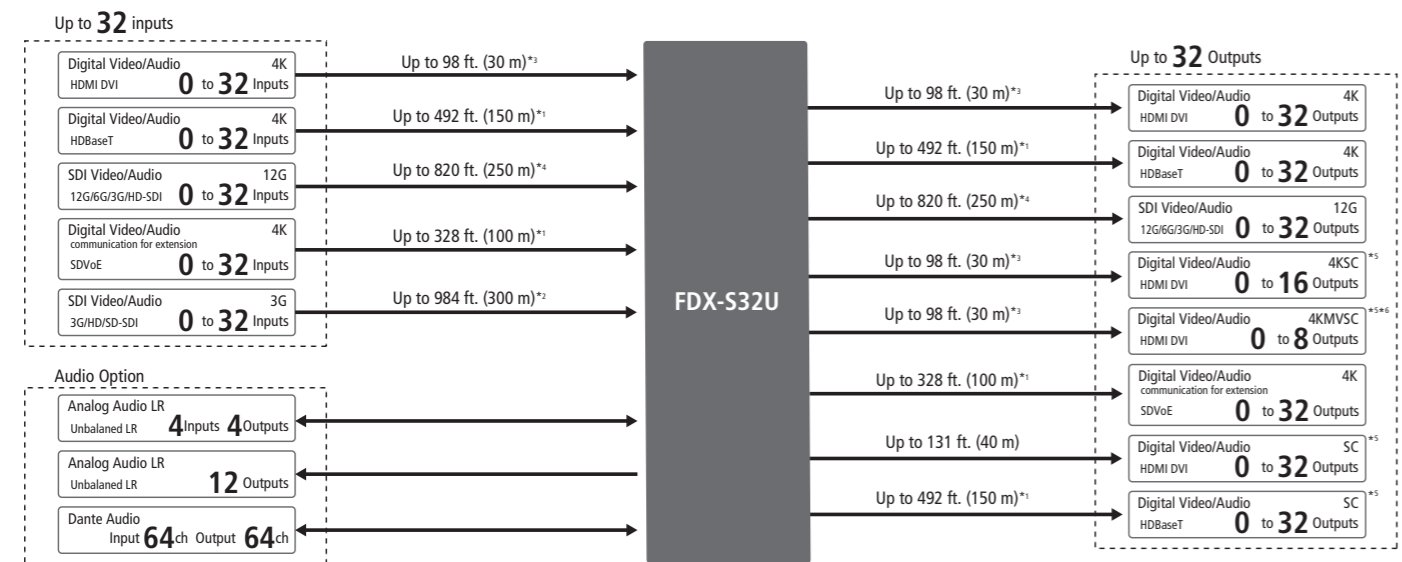 Up to 32 inputs
Digital Video/Audio 4K
HDMI DVI 0 to 32 Inputs
Up to 98 ft. (30 m)*3
Digital Video/Audio 4K
HDBaseT 0 to 32 Inputs
Up to 492 ft. (150 m)*1
SDI Video/Audio 12G
12G/6G/3G/HD-SDI 0 to 32 Inputs
Up to 820 ft. (250 m)*4
Digital Video/Audio 4K
communication for extension
SDVoE 0 to 32 Inputs
Up to 328 ft. (100 m)*1
SDI Video/Audio 3G
3G/HD/SD-SDI 0 to 32 Inputs
Up to 984 ft. (300 m)*2
Audio Option
Analog Audio LR
Unbalaned LR 4Inputs 4Outputs
Analog Audio LR
Unbalaned LR 12 Outputs
Dante Audio
Input 64ch Output 64ch
FDX-S32U
Up to 32 Outputs
Up to 98 ft. (30 m)*3
Digital Video/Audio 4K
HDMI DVI 0 to 32 Outputs
Up to 492 ft. (150 m)*1
Digital Video/Audio 4K
HDBaseT 0 to 32 Outputs
Up to 820 ft. (250 m)*4
SDI Video/Audio 12G
12G/6G/3G/HD-SDI 0 to 32 Outputs
Up to 98 ft. (30 m)*3
Digital Video/Audio 4KSC *5
HDMI DVI 0 to 16 Outputs
Up to 98 ft. (30 m)*3
Digital Video/Audio 4KMVSC *5*6
HDMI DVI 0 to 8 Outputs
Up to 328 ft. (100 m)*1
Digital Video/Audio 4K
communication for extension
SDVoE 0 to 32 Outputs
Up to 131 ft. (40 m)
Digital Video/Audio SC *5
HDMI DVI 0 to 32 Outputs
Up to 492 ft. (150 m)*1
Digital Video/Audio SC *5
HDBaseT 0 to 32 Outputs